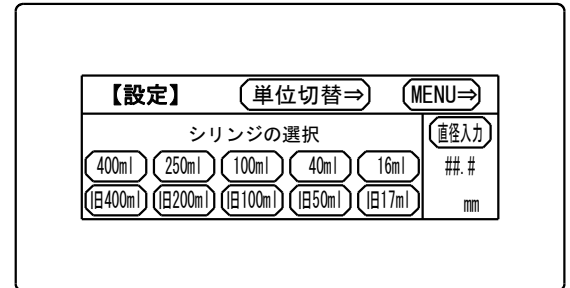 【設定】 単位切替⇒ MENU⇒
シリンジの選択 直径入力
400ml 250ml 100ml 40ml 16ml ##.#
旧400ml 旧200ml 旧100ml 旧50ml 旧17ml mm